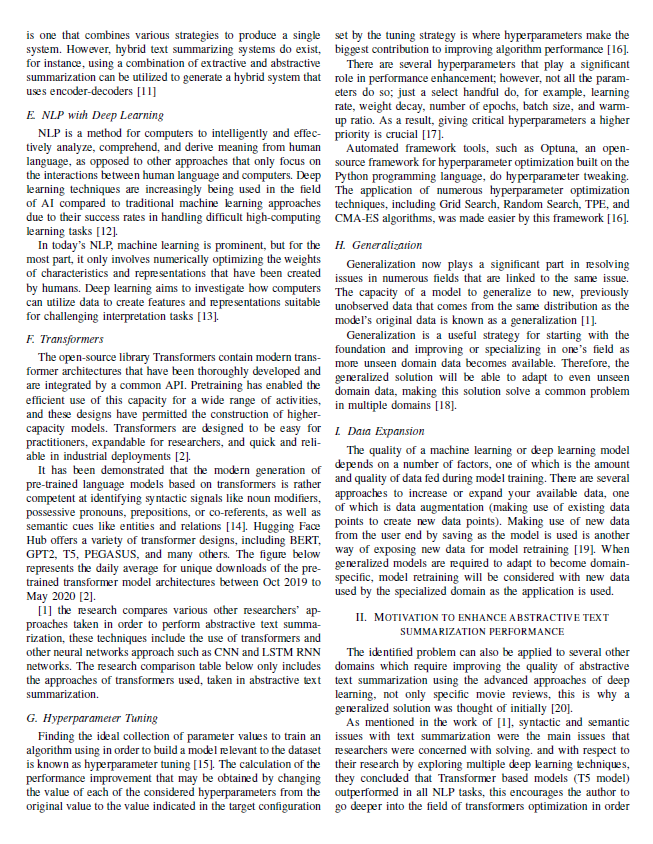 is one that combines various strategies to produce a single
system. However, hybrid text summarizing systems do exist,
for instance, using a combination of extractive and abstractive
summarization can be utilized to generate a hybrid system that
uses encoder-decoders [11]
E. NLP with Deep Learning
NLP is a method for computers to intelligently and effec-
tively analyze, comprehend, and derive meaning from human
language, as opposed to other approaches that only focus on
the interactions between human language and computers. Deep
learning techniques are increasingly being used in the field
of AI compared to traditional machine learning approaches
due to their success rates in handling difficult high-computing
learning tasks [12].
In today's NLP, machine learning is prominent, but for the
most part, it only involves numerically optimizing the weights
of characteristics and representations that have been created
by humans. Deep learning aims to investigate how computers
can utilize data to create features and representations suitable
for challenging interpretation tasks [13].
F. Transformers
The open-source library Transformers contain modern trans-
former architectures that have been thoroughly developed and
are integrated by a common API. Pretraining has enabled the
efficient use of this capacity for a wide range of activities,
and these designs have permitted the construction of higher-
capacity models. Transformers are designed to be easy for
practitioners, expandable for researchers, and quick and reli-
able in industrial deployments [2].
It has been demonstrated that the modern generation of
pre-trained language models based on transformers is rather
competent at identifying syntactic signals like noun modifiers,
possessive pronouns, prepositions, or co-referents, as well as
semantic cues like entities and relations [14]. Hugging Face
Hub offers a variety of transformer designs, including BERT,
GPT2, T5, PEGASUS, and many others. The figure below
represents the daily average for unique downloads of the pre-
trained transformer model architectures between Oct 2019 to
May 2020 [2].
[1] the research compares various other researchers' ap-
proaches taken in order to perform abstractive text summa-
rization, these techniques include the use of transformers and
other neural networks approach such as CNN and LSTM RNN
networks. The research comparison table below only includes
the approaches of transformers used, taken in abstractive text
summarization.
G. Hyperparameter Tuning
Finding the ideal collection of parameter values to train an
algorithm using in order to build a model relevant to the dataset
is known as hyperparameter tuning [15]. The calculation of the
performance improvement that may be obtained by changing
the value of each of the considered hyperparameters from the
original value to the value indicated in the target configuration
set by the tuning strategy is where hyperparameters make the
biggest contribution to improving algorithm performance [16].
There are several hyperparameters that play a significant
role in performance enhancement; however, not all the param-
eters do so; just a select handful do, for example, learning
rate, weight decay, number of epochs, batch size, and warm-
up ratio. As a result, giving critical hyperparameters a higher
priority is crucial [17].
Automated framework tools, such as Optuna, an open-
source framework for hyperparameter optimization built on the
Python programming language, do hyperparameter tweaking.
The application of numerous hyperparameter optimization
techniques, including Grid Search, Random Search, TPE, and
CMA-ES algorithms, was made easier by this framework [16].
H. Generalization
Generalization now plays a significant part in resolving
issues in numerous fields that are linked to the same issue.
The capacity of a model to generalize to new, previously
unobserved data that comes from the same distribution as the
model's original data is known as a generalization [1].
Generalization is a useful strategy for starting with the
foundation and improving or specializing in one's field as
more unseen domain data becomes available. Therefore, the
generalized solution will be able to adapt to even unseen
data, making this solution solve a common problem
in multiple domains [18].
I. Data Expansion
The quality of a machine learning or deep learning model
depends on a number of factors, one of which is the amount
and quality of data fed during model training. There are several
approaches to increase or expand your available data, one
of which is data augmentation (making use of existing data
points to create new data points). Making use of new data
from the user end by saving as the model is used is another
way of exposing new data for model retraining [19]. When
generalized models are required to adapt to become domain-
specific, model retraining will be considered with new data
used by the specialized domain as the application is used.
II. MOTIVATION TO ENHANCE ABSTRACTIVE TEXT
SUMMARIZATION PERFORMANCE
The identified problem can also be applied to several other
domains which require improving the quality of abstractive
text summarization using the advanced approaches of deep
learning, not only specific movie reviews, this is why a
generalized solution was thought of initially [20].
As mentioned in the work of [1], syntactic and semantic
issues with text summarization were the main issues that
researchers were concerned with solving. and with respect to
their research by exploring multiple deep learning techniques,
they concluded that Transformer based models (T5 model)
outperformed in all NLP tasks, this encourages the author to
go deeper into the field of transformers optimization in order